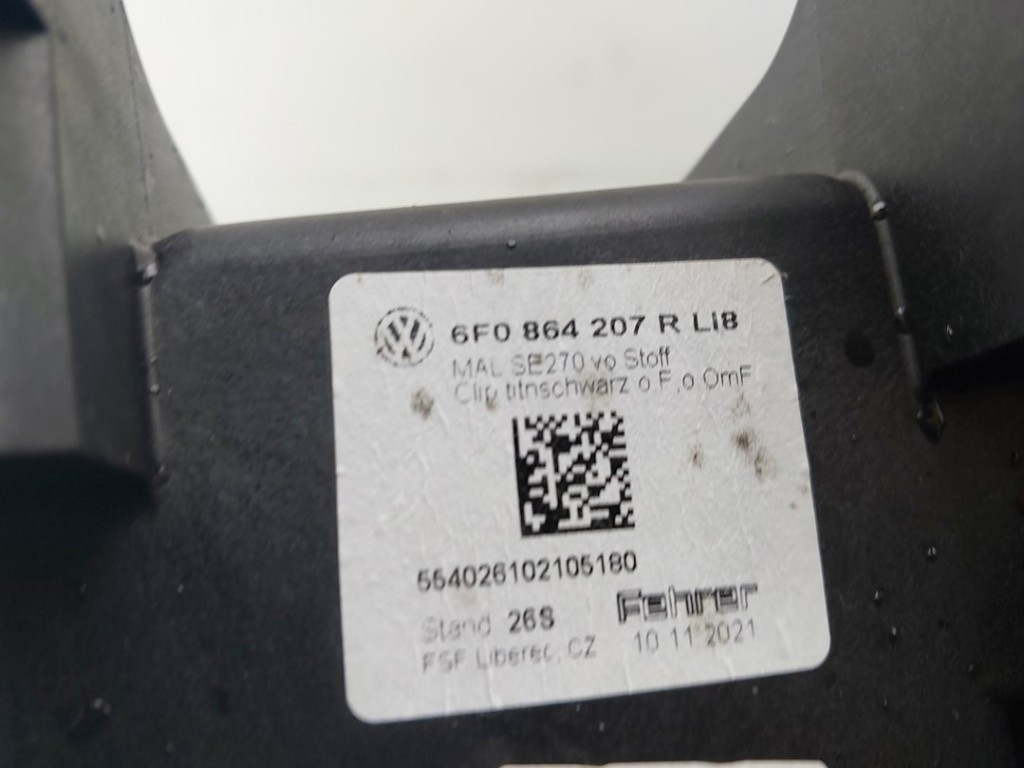 6F0 864 207 R LI8
MAL SE270 vo Stoff
Clip titnschwarz o F,o OmF
554026102105180
Stand 26S
Fehrer
FSF Liberec, CZ
10 11 2021